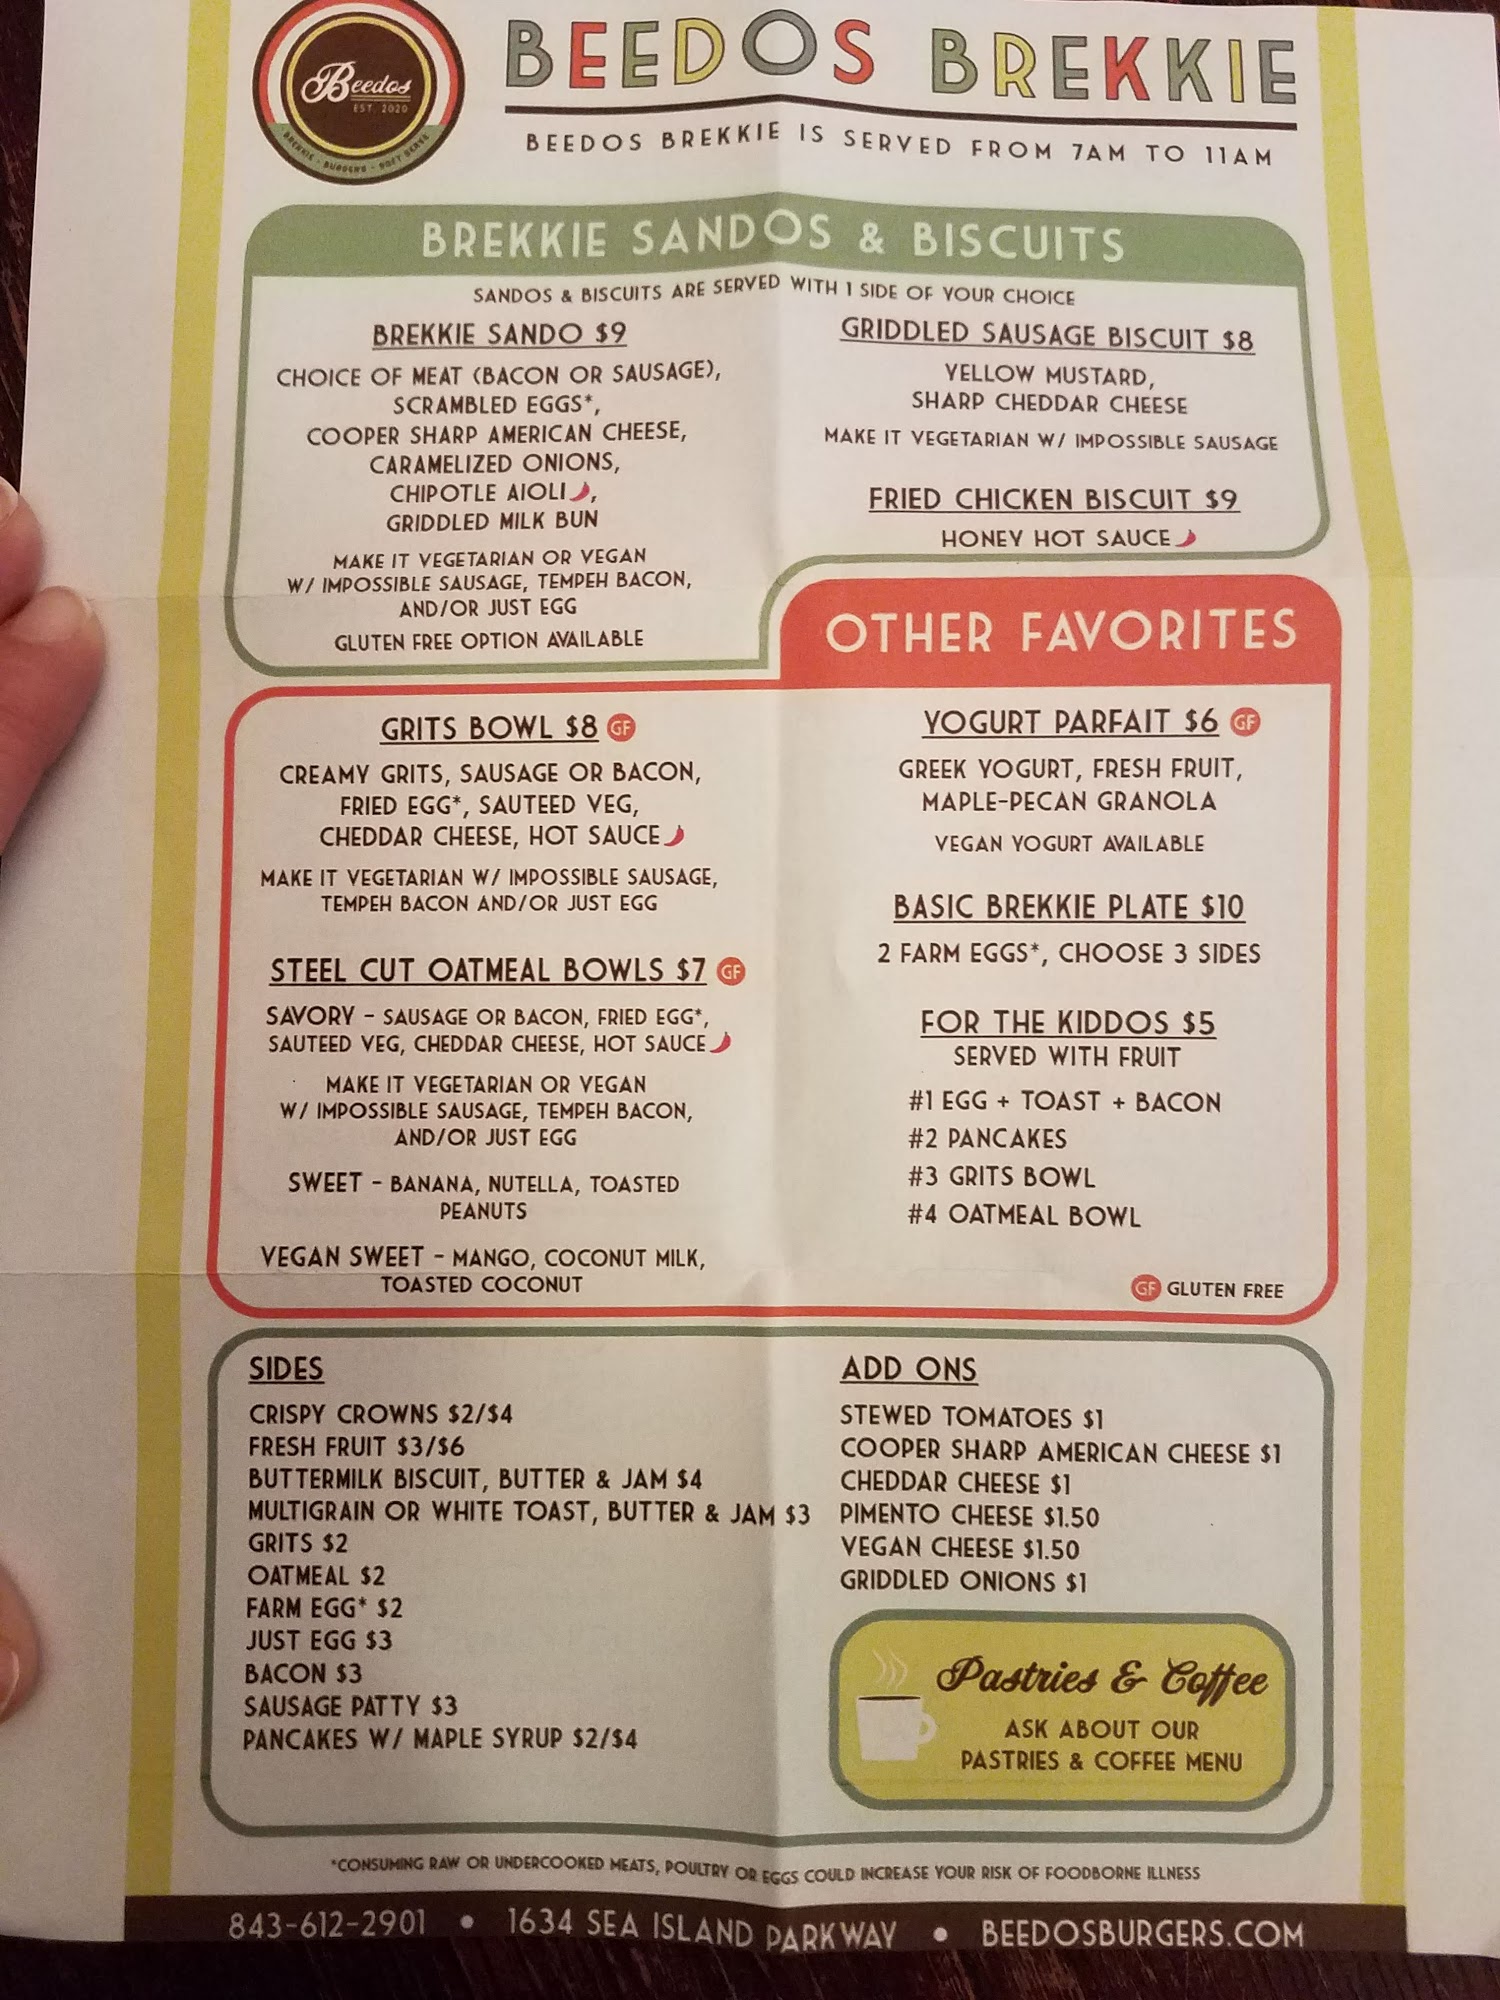 Beedos
EST. 2020
BREKKIE - BURGERS - SOFT SERVE
BEEDOS BREKKIE
BEEDOS BREKKIE IS SERVED FROM 7AM TO 11AM
BREKKIE SANDOS & BISCUITS
SANDOS & BISCUITS ARE SERVED WITH 1 SIDE OF YOUR CHOICE
BREKKIE SANDO $9
CHOICE OF MEAT (BACON OR SAUSAGE),
SCRAMBLED EGGS*,
COOPER SHARP AMERICAN CHEESE,
CARAMELIZED ONIONS,
CHIPOTLE AIOLI,
GRIDDLED MILK BUN
MAKE IT VEGETARIAN OR VEGAN
W/ IMPOSSIBLE SAUSAGE, TEMPEH BACON,
AND/OR JUST EGG
GLUTEN FREE OPTION AVAILABLE
GRIDDLED SAUSAGE BISCUIT $8
YELLOW MUSTARD,
SHARP CHEDDAR CHEESE
MAKE IT VEGETARIAN W/ IMPOSSIBLE SAUSAGE
FRIED CHICKEN BISCUIT $9
HONEY HOT SAUCE
OTHER FAVORITES
GRITS BOWL $8 GF
CREAMY GRITS, SAUSAGE OR BACON,
FRIED EGG*, SAUTEED VEG,
CHEDDAR CHEESE, HOT SAUCE
MAKE IT VEGETARIAN W/ IMPOSSIBLE SAUSAGE,
TEMPEH BACON AND/OR JUST EGG
STEEL CUT OATMEAL BOWLS $7 GF
SAVORY - SAUSAGE OR BACON, FRIED EGG*,
SAUTEED VEG, CHEDDAR CHEESE, HOT SAUCE
MAKE IT VEGETARIAN OR VEGAN
W/ IMPOSSIBLE SAUSAGE, TEMPEH BACON,
AND/OR JUST EGG
SWEET - BANANA, NUTELLA, TOASTED
PEANUTS
VEGAN SWEET - MANGO, COCONUT MILK,
TOASTED COCONUT
YOGURT PARFAIT $6 GF
GREEK YOGURT, FRESH FRUIT,
MAPLE-PECAN GRANOLA
VEGAN YOGURT AVAILABLE
BASIC BREKKIE PLATE $10
2 FARM EGGS*, CHOOSE 3 SIDES
FOR THE KIDDOS $5
SERVED WITH FRUIT
#1 EGG + TOAST + BACON
#2 PANCAKES
#3 GRITS BOWL
#4 OATMEAL BOWL
GF GLUTEN FREE
SIDES
CRISPY CROWNS $2/$4
FRESH FRUIT $3/$6
BUTTERMILK BISCUIT, BUTTER & JAM $4
MULTIGRAIN OR WHITE TOAST, BUTTER & JAM $3
GRITS $2
OATMEAL $2
FARM EGG* $2
JUST EGG $3
BACON $3
SAUSAGE PATTY $3
PANCAKES W/ MAPLE SYRUP $2/$4
ADD ONS
STEWED TOMATOES $1
COOPER SHARP AMERICAN CHEESE $1
CHEDDAR CHEESE $1
PIMENTO CHEESE $1.50
VEGAN CHEESE $1.50
GRIDDLED ONIONS $1
Pastries & Coffee
ASK ABOUT OUR
PASTRIES & COFFEE MENU
*CONSUMING RAW OR UNDERCOOKED MEATS, POULTRY OR EGGS COULD INCREASE YOUR RISK OF FOODBORNE ILLNESS
843-612-2901 • 1634 SEA ISLAND PARKWAY • BEEDOSBURGERS.COM